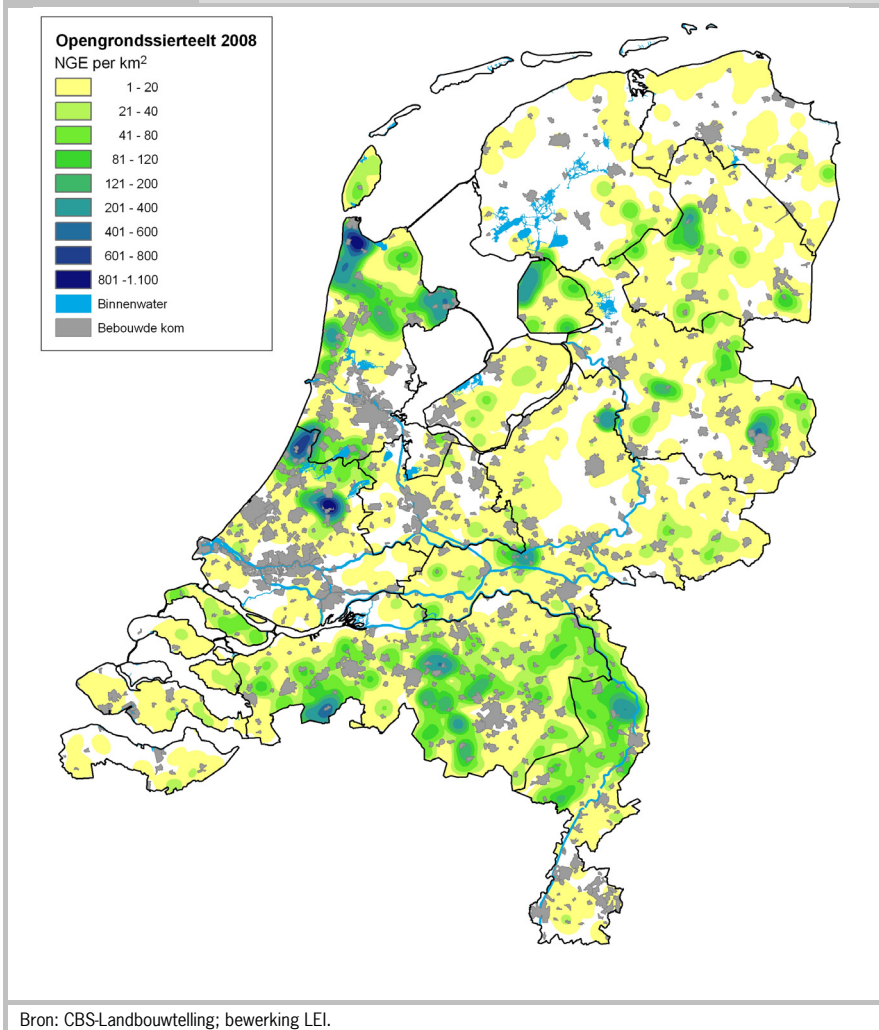 Opengrondssierteelt 2008
NGE per km²
1 - 20
21 - 40
41 - 80
81 - 120
121 - 200
201 - 400
401 - 600
601 - 800
801 -1.100
Binnenwater
Bebouwde kom
Bron: CBS-Landbouwtelling; bewerking LEI.